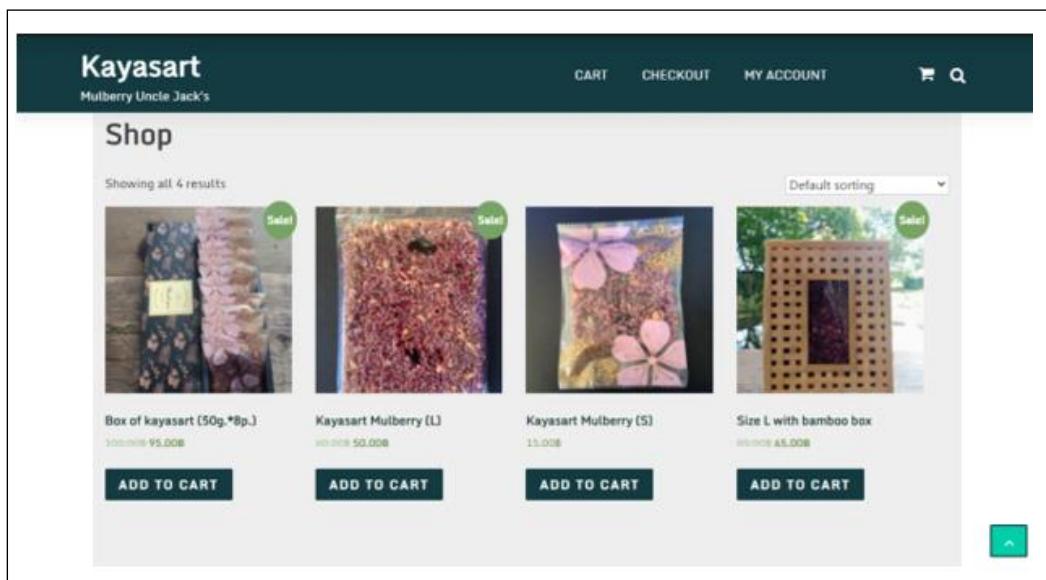 Kayasart
Mulberry Uncle Jack's
CART CHECKOUT MY ACCOUNT
Shop
Showing all 4 results
Default sorting
Sale!
Sale!
Sale!
Box of kayasart (50g.*8p.)
Kayasart Mulberry (L)
Kayasart Mulberry (S)
Size L with bamboo box
100.00฿ 95.00฿
50.00฿
15.00฿
65.00฿
ADD TO CART
ADD TO CART
ADD TO CART
ADD TO CART